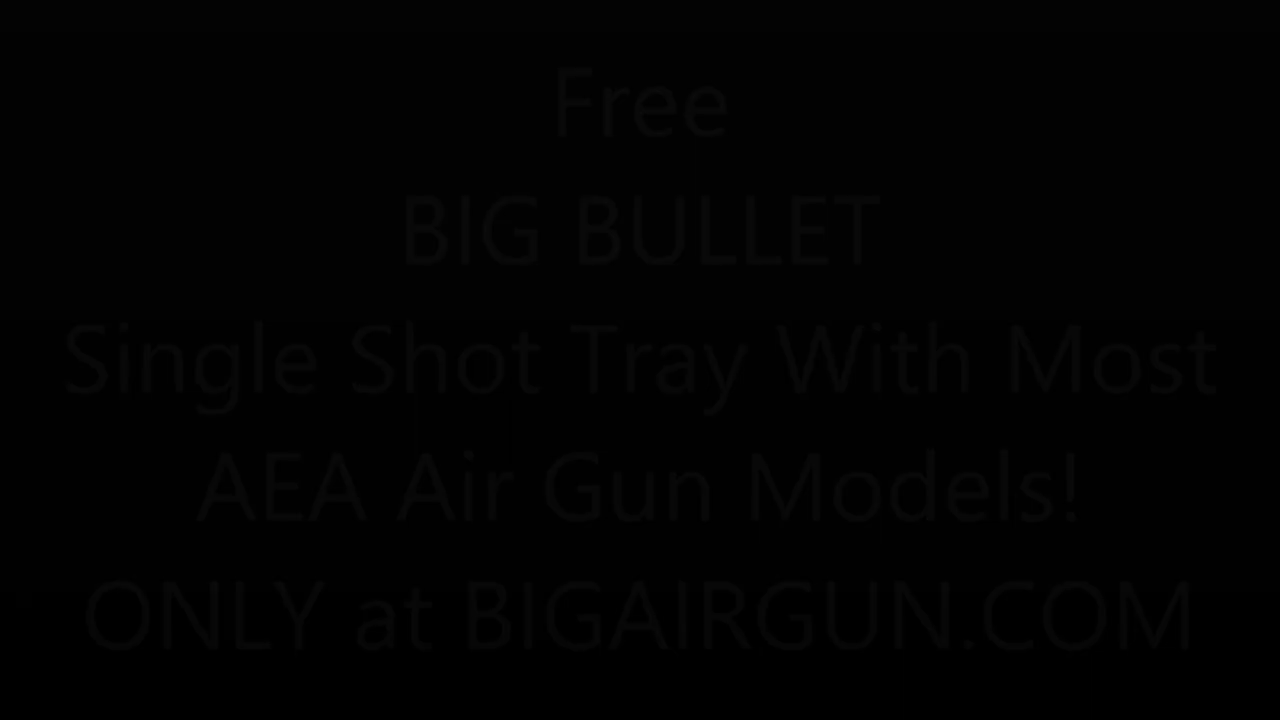 Free
BIG BULLET
Single Shot Tray With Most
AEA Air Gun Models!
ONLY at BIGAIRGUN.COM